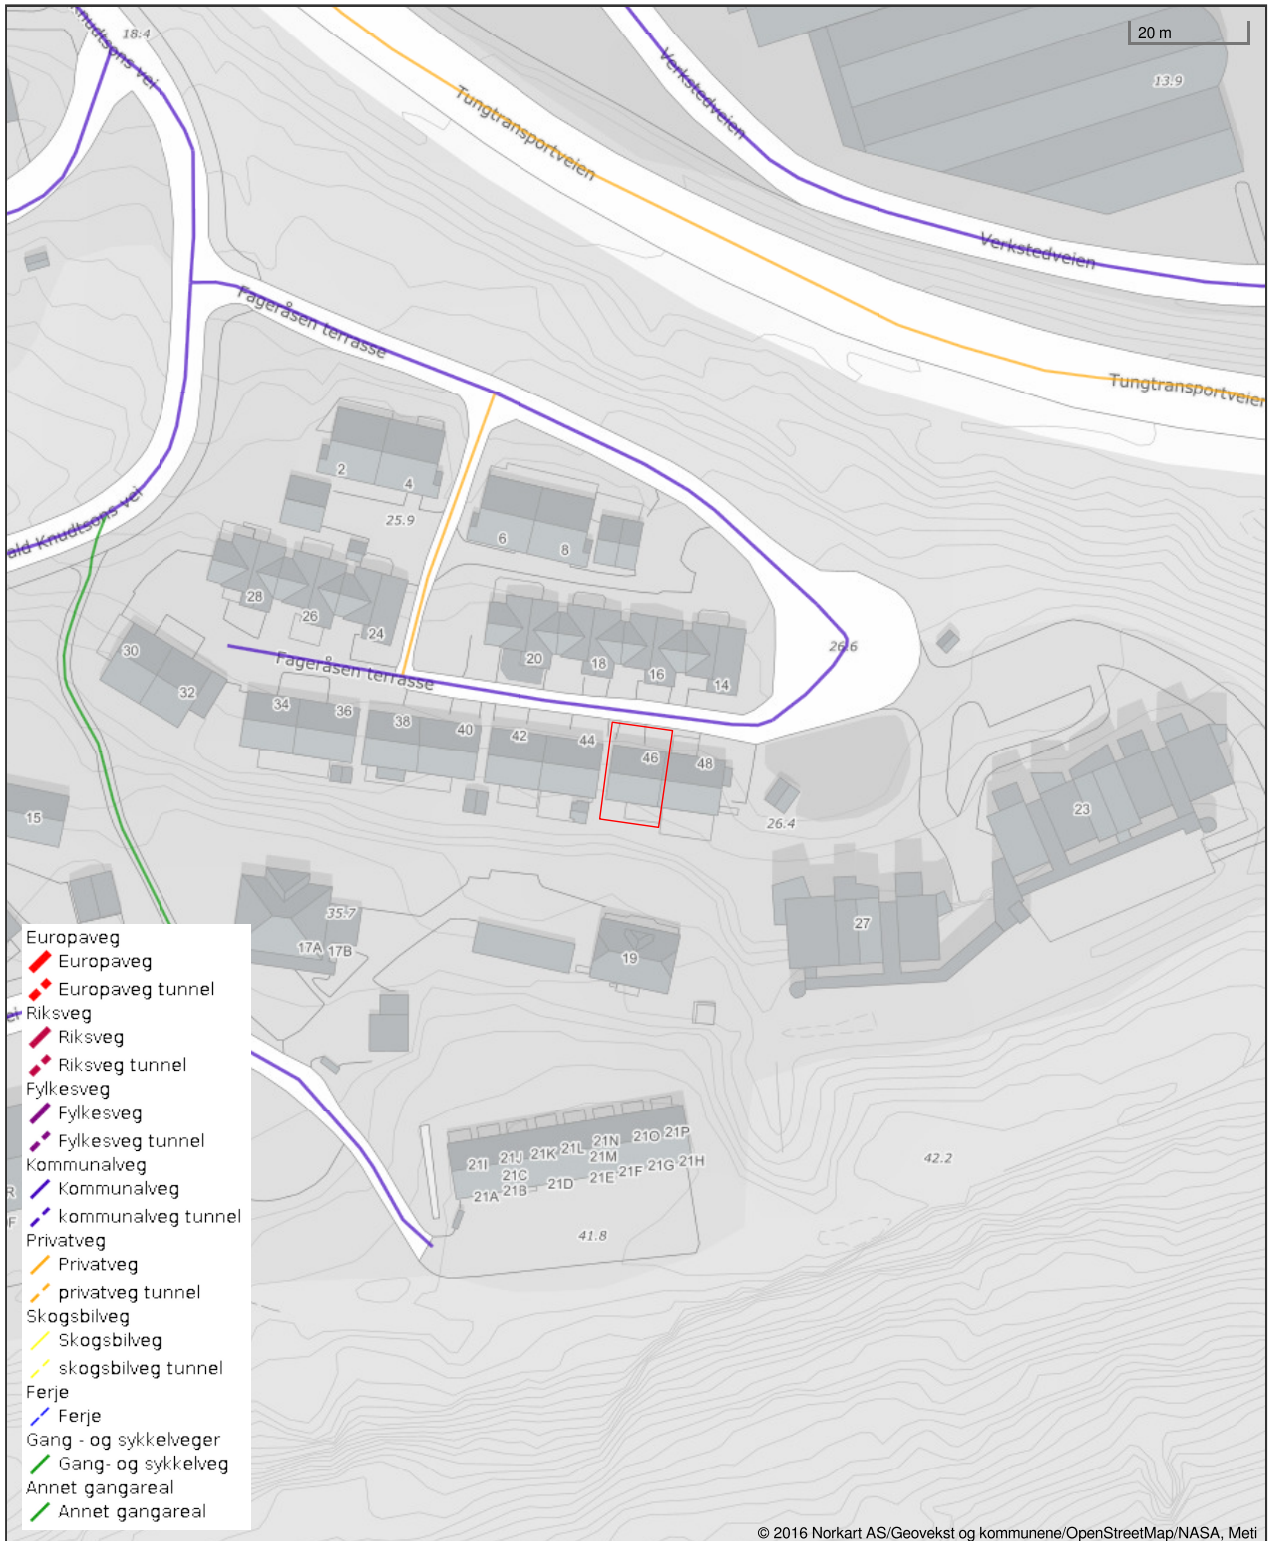 Knudtsons vei
18.4
20 m
13.9
Verkstedveien
Tungtransportveien
Verkstedveien
Fageråsen terrasse
Tungtransportveien
2
4
25.9
ald Knudtsons vei
6
8
28
26
24
30
32
20
18
16
14
26.6
Fageråsen terrasse
34
36
38
40
42
44
46
48
26.4
23
15
35.7
17A
17B
19
27
21I
21J
21K
21L
21N
21M
21O
21P
21C
21A
21B
21D
21E
21F
21G
21H
42.2
41.8
Europaveg
Europaveg
Europaveg tunnel
Riksveg
Riksveg
Riksveg tunnel
Fylkesveg
Fylkesveg
Fylkesveg tunnel
Kommunalveg
Kommunalveg
kommunalveg tunnel
Privatveg
Privatveg
privatveg tunnel
Skogsbilveg
Skogsbilveg
skogsbilveg tunnel
Ferje
Ferje
Gang - og sykkelveger
Gang- og sykkelveg
Annet gangareal
Annet gangareal
© 2016 Norkart AS/Geovekst og kommunene/OpenStreetMap/NASA, Meti